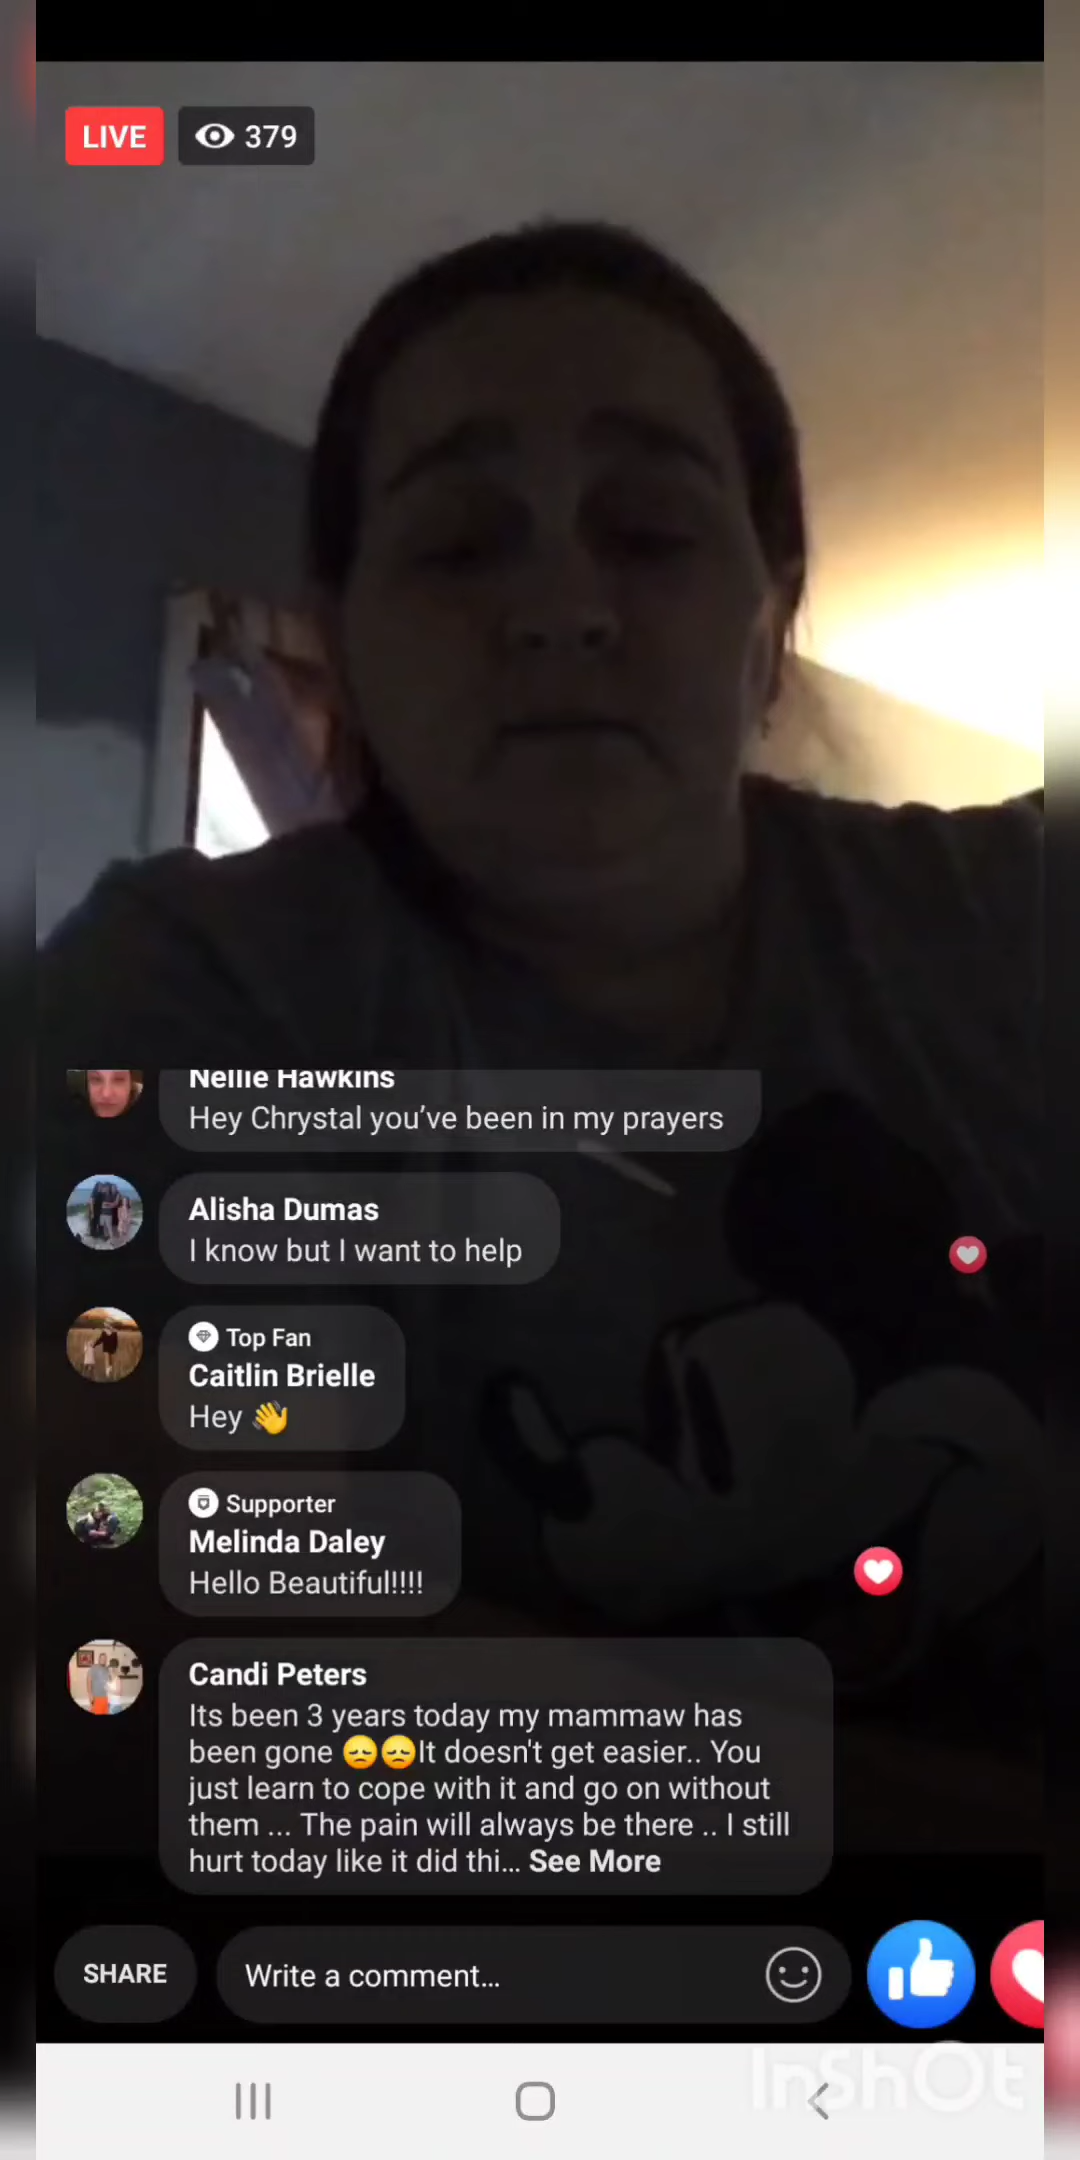 LIVE 379
Nellie Hawkins
Hey Chrystal you’ve been in my prayers
Alisha Dumas
I know but I want to help
Top Fan
Caitlin Brielle
Hey 👋
Supporter
Melinda Daley
Hello Beautiful!!!!
Candi Peters
Its been 3 years today my mammaw has
been gone 😞😞It doesn't get easier.. You
just learn to cope with it and go on without
them ... The pain will always be there .. I still
hurt today like it did thi... See More
SHARE Write a comment...
InShOt